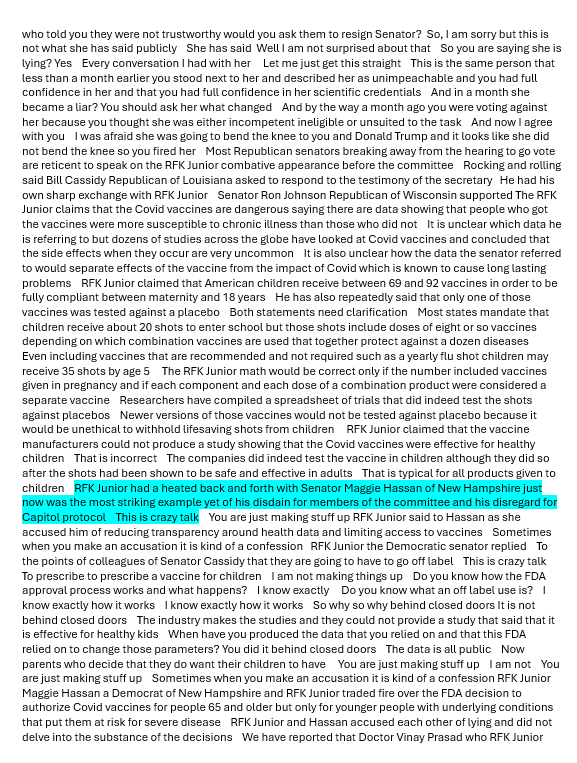 who told you they were not trustworthy would you ask them to resign Senator?  So, I am sorry but this is
not what she has said publicly   She has said  Well I am not surprised about that   So you are saying she is
lying? Yes   Every conversation I had with her    Let me just get this straight   This is the same person that
less than a month earlier you stood next to her and described her as unimpeachable and you had full
confidence in her and that you had full confidence in her scientific credentials   And in a month she
became a liar? You should ask her what changed   And by the way a month ago you were voting against
her because you thought she was either incompetent ineligible or unsuited to the task   And now I agree
with you   I was afraid she was going to bend the knee to you and Donald Trump and it looks like she did
not bend the knee so you fired her   Most Republican senators breaking away from the hearing to go vote
are reticent to speak on the RFK Junior combative appearance before the committee   Rocking and rolling
said Bill Cassidy Republican of Louisiana asked to respond to the testimony of the secretary  He had his
own sharp exchange with RFK Junior   Senator Ron Johnson Republican of Wisconsin supported The RFK
Junior claims that the Covid vaccines are dangerous saying there are data showing that people who got
the vaccines were more susceptible to chronic illness than those who did not   It is unclear which data he
is referring to but dozens of studies across the globe have looked at Covid vaccines and concluded that
the side effects when they occur are very uncommon   It is also unclear how the data the senator referred
to would separate effects of the vaccine from the impact of Covid which is known to cause long lasting
problems   RFK Junior claimed that American children receive between 69 and 92 vaccines in order to be
fully compliant between maternity and 18 years   He has also repeatedly said that only one of those
vaccines was tested against a placebo   Both statements need clarification   Most states mandate that
children receive about 20 shots to enter school but those shots include doses of eight or so vaccines
depending on which combination vaccines are used that together protect against a dozen diseases
Even including vaccines that are recommended and not required such as a yearly flu shot children may
receive 35 shots by age 5    The RFK Junior math would be correct only if the number included vaccines
given in pregnancy and if each component and each dose of a combination product were considered a
separate vaccine   Researchers have compiled a spreadsheet of trials that did indeed test the shots
against placebos   Newer versions of those vaccines would not be tested against placebo because it
would be unethical to withhold lifesaving shots from children    RFK Junior claimed that the vaccine
manufacturers could not produce a study showing that the Covid vaccines were effective for healthy
children   That is incorrect   The companies did indeed test the vaccine in children although they did so
after the shots had been shown to be safe and effective in adults   That is typical for all products given to
children   RFK Junior had a heated back and forth with Senator Maggie Hassan of New Hampshire just
now was the most striking example yet of his disdain for members of the committee and his disregard for
Capitol protocol   This is crazy talk   You are just making stuff up RFK Junior said to Hassan as she
accused him of reducing transparency around health data and limiting access to vaccines   Sometimes
when you make an accusation it is kind of a confession  RFK Junior the Democratic senator replied   To
the points of colleagues of Senator Cassidy that they are going to have to go off label   This is crazy talk
To prescribe to prescribe a vaccine for children   I am not making things up   Do you know how the FDA
approval process works and what happens?   I know exactly    Do you know what an off label use is?   I
know exactly how it works   I know exactly how it works   So why so why behind closed doors It is not
behind closed doors   The industry makes the studies and they could not provide a study that said that it
is effective for healthy kids   When have you produced the data that you relied on and that this FDA
relied on to change those parameters? You did it behind closed doors   The data is all public   Now
parents who decide that they do want their children to have    You are just making stuff up   I am not   You
are just making stuff up   Sometimes when you make an accusation it is kind of a confession RFK Junior
Maggie Hassan a Democrat of New Hampshire and RFK Junior traded fire over the FDA decision to
authorize Covid vaccines for people 65 and older but only for younger people with underlying conditions
that put them at risk for severe disease   RFK Junior and Hassan accused each other of lying and did not
delve into the substance of the decisions   We have reported that Doctor Vinay Prasad who RFK Junior